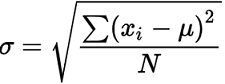 σ = √(∑(xᵢ − μ)² / N)